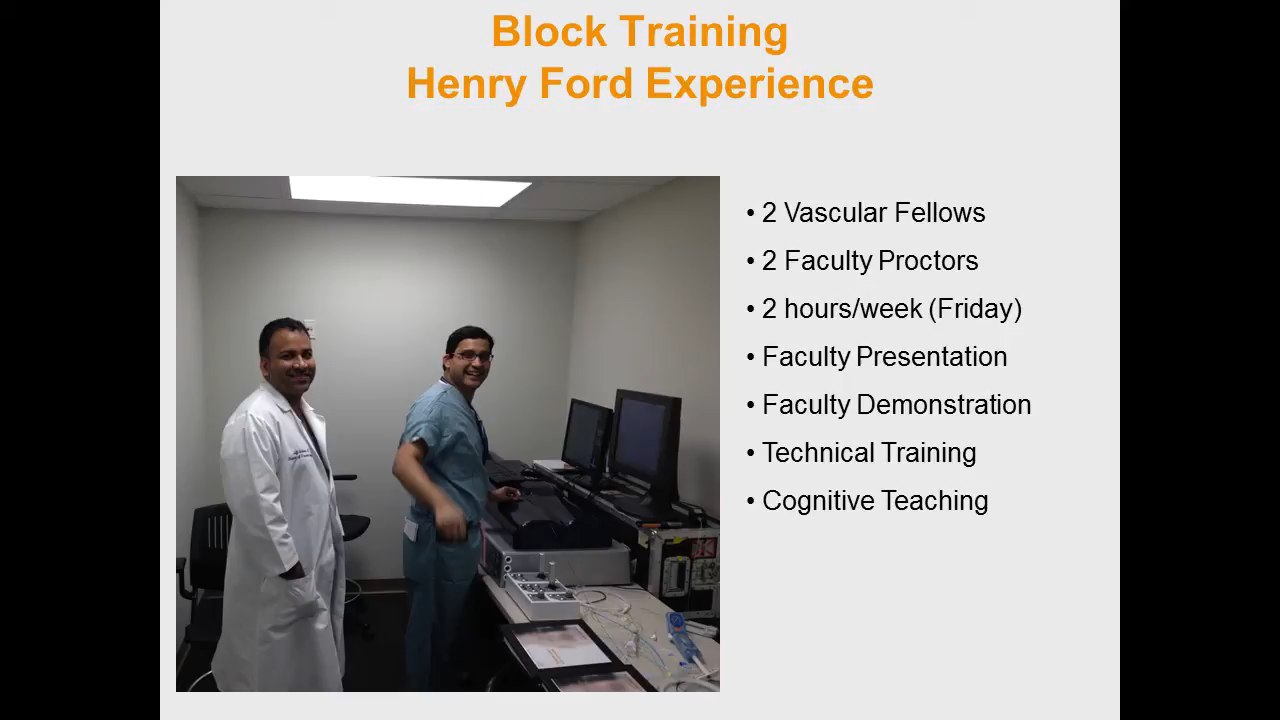 Block Training
Henry Ford Experience
• 2 Vascular Fellows
• 2 Faculty Proctors
• 2 hours/week (Friday)
• Faculty Presentation
• Faculty Demonstration
• Technical Training
• Cognitive Teaching